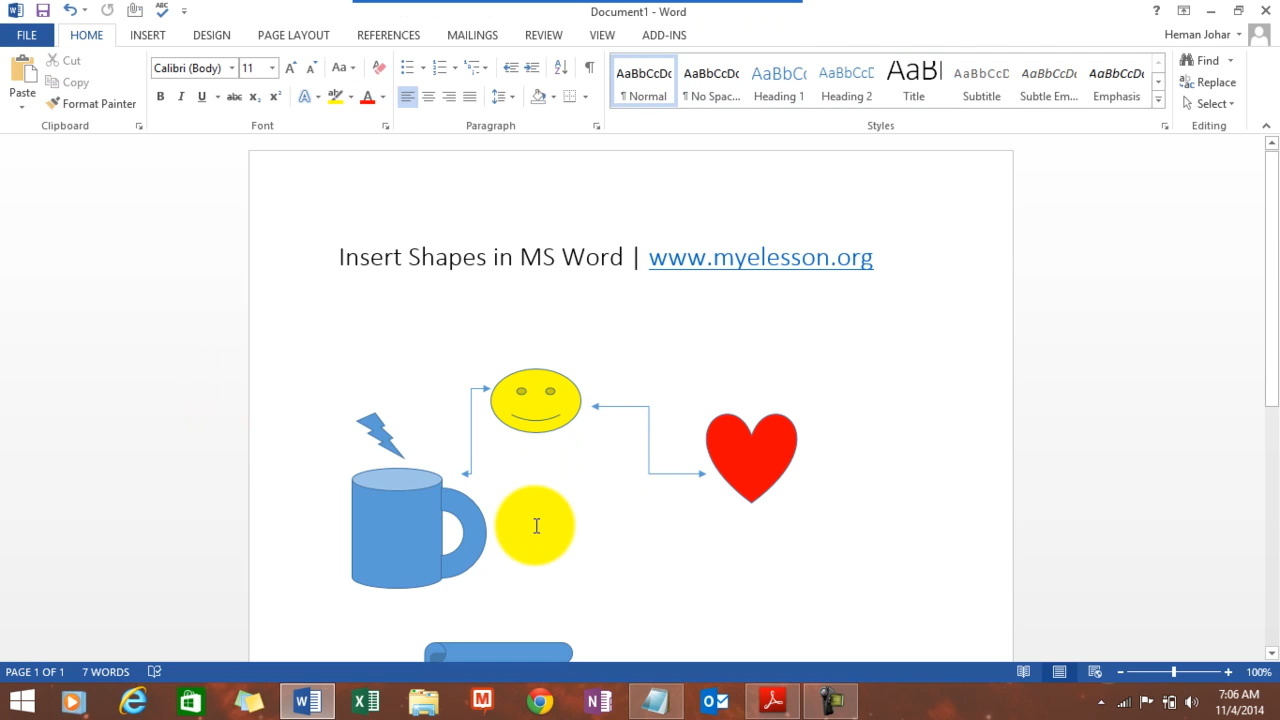 Document1 - Word
FILE HOME INSERT DESIGN PAGE LAYOUT REFERENCES MAILINGS REVIEW VIEW ADD-INS Heman Johar
Paste
Cut
Copy
Format Painter
Clipboard
Calibri (Body) 11
Font
Paragraph
AaBbCcDc AaBbCcDc AaBbCc AaBbCcD AaBl AaBbCcD AaBbCcDc AaBbCcDc
¶ Normal ¶ No Spac... Heading 1 Heading 2 Title Subtitle Subtle Em... Emphasis
Styles
Find
Replace
Select
Editing
Insert Shapes in MS Word | www.myelesson.org
PAGE 1 OF 1 7 WORDS 100%
7:06 AM
11/4/2014